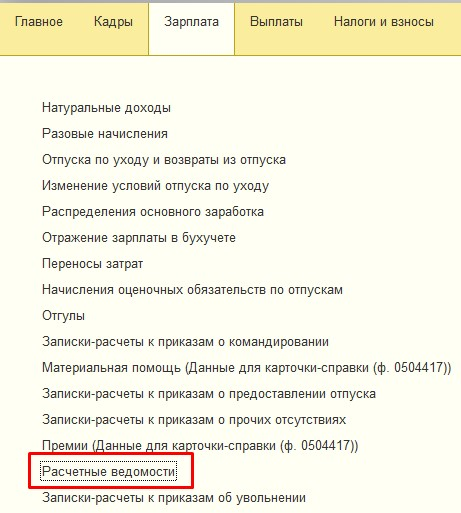 Главное Кадры Зарплата Выплаты Налоги и взносы
Натуральные доходы
Разовые начисления
Отпуска по уходу и возвраты из отпуска
Изменение условий отпуска по уходу
Распределения основного заработка
Отражение зарплаты в бухучете
Переносы затрат
Начисления оценочных обязательств по отпускам
Отгулы
Записки-расчеты к приказам о командировании
Материальная помощь (Данные для карточки-справки (ф. 0504417))
Записки-расчеты к приказам о предоставлении отпуска
Записки-расчеты к приказам о прочих отсутствиях
Премии (Данные для карточки-справки (ф. 0504417))
Расчетные ведомости
Записки-расчеты к приказам об увольнении